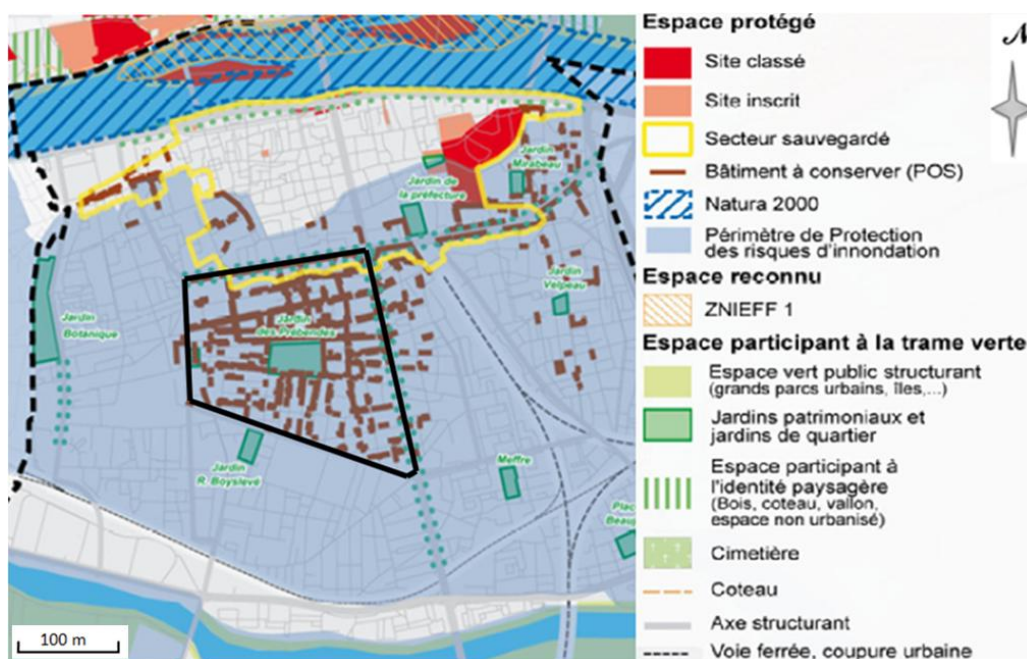 Jardin
Mirabeau
Jardin de
la préfecture
Jardin
Velpeau
Jardin
Botanique
Jardin
des Prébendes
Jardin
R. Boyslevé
Meffre
Plac
Beauj
100 m
Espace protégé
Site classé
Site inscrit
Secteur sauvegardé
Bâtiment à conserver (POS)
Natura 2000
Périmètre de Protection
des risques d'innondation
Espace reconnu
ZNIEFF 1
Espace participant à la trame verte
Espace vert public structurant
(grands parcs urbains, îles,...)
Jardins patrimoniaux et
jardins de quartier
Espace participant à
l'identité paysagère
(Bois, coteau, vallon,
espace non urbanisé)
Cimetière
Coteau
Axe structurant
Voie ferrée, coupure urbaine
N